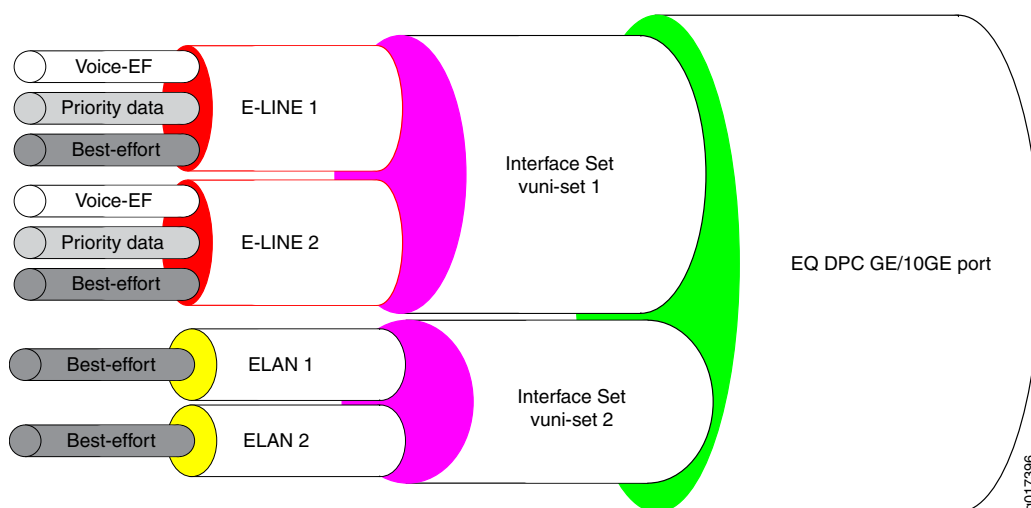 Voice-EF
Priority data
Best-effort
E-LINE 1
Voice-EF
Priority data
Best-effort
E-LINE 2
Interface Set
vuni-set 1
EQ DPC GE/10GE port
Best-effort
ELAN 1
Best-effort
ELAN 2
Interface Set
vuni-set 2
g017396